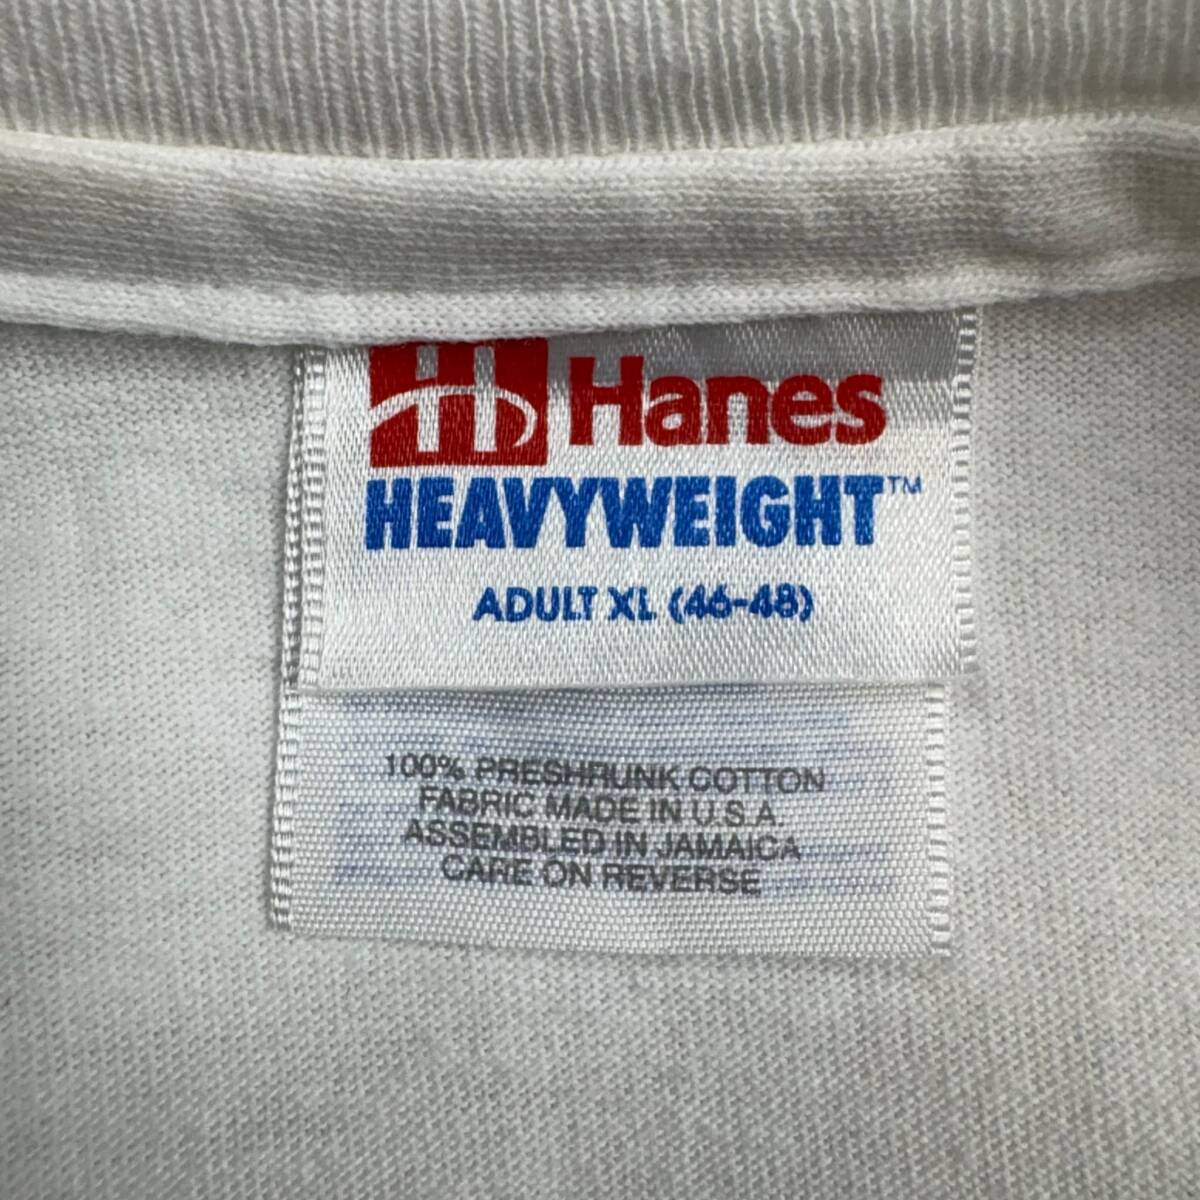 H Hanes
HEAVYWEIGHT™
ADULT XL (46-48)
100% PRESHRUNK COTTON
FABRIC MADE IN U.S.A.
ASSEMBLED IN JAMAICA
CARE ON REVERSE